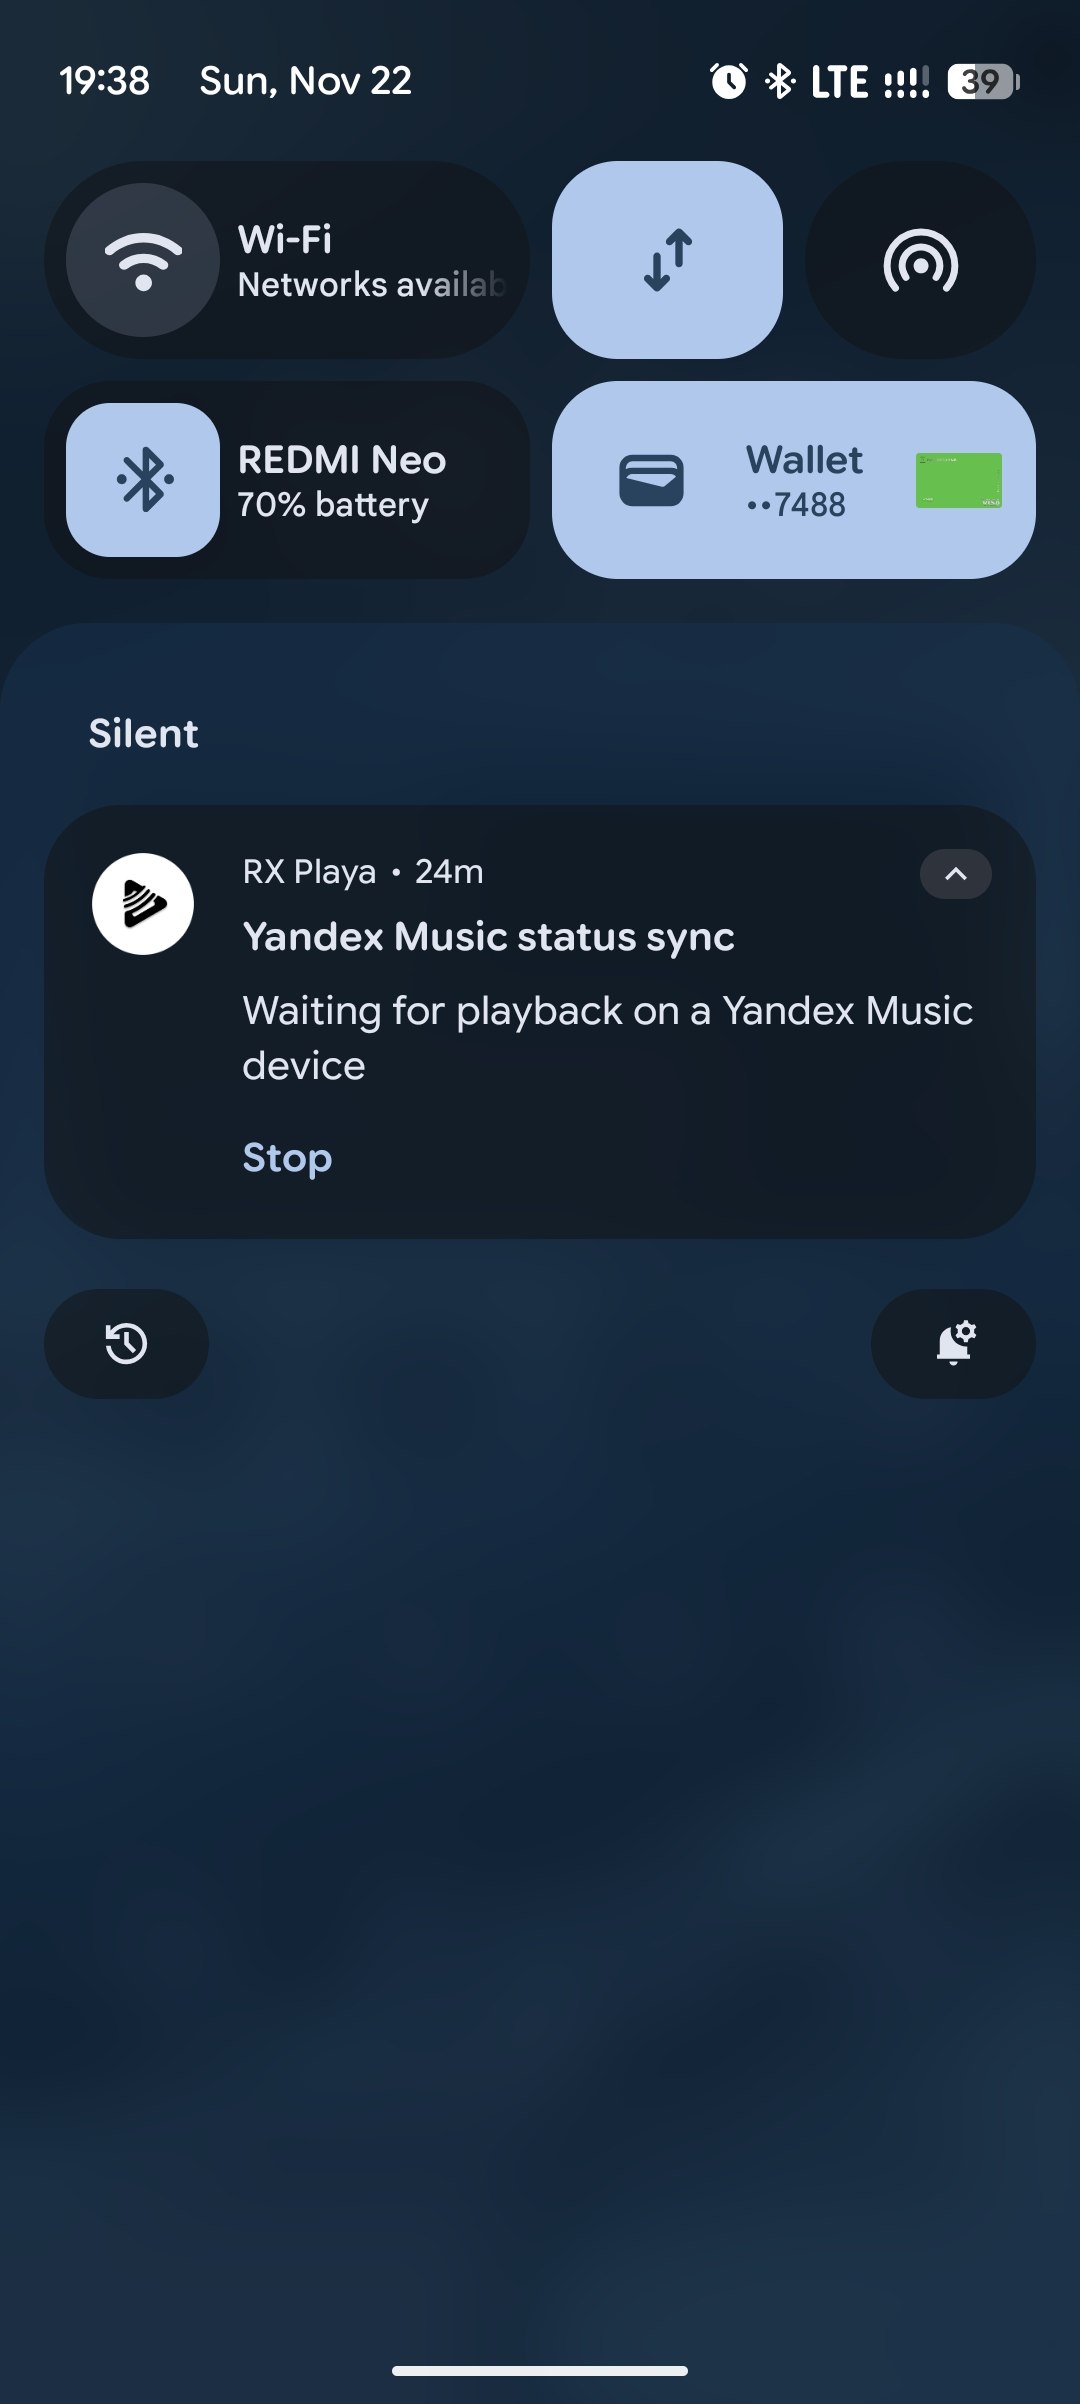 19:38 Sun, Nov 22 LTE 39
Wi-Fi
Networks availab
REDMI Neo
70% battery
Wallet
••7488
Silent
RX Playa • 24m
Yandex Music status sync
Waiting for playback on a Yandex Music
device
Stop